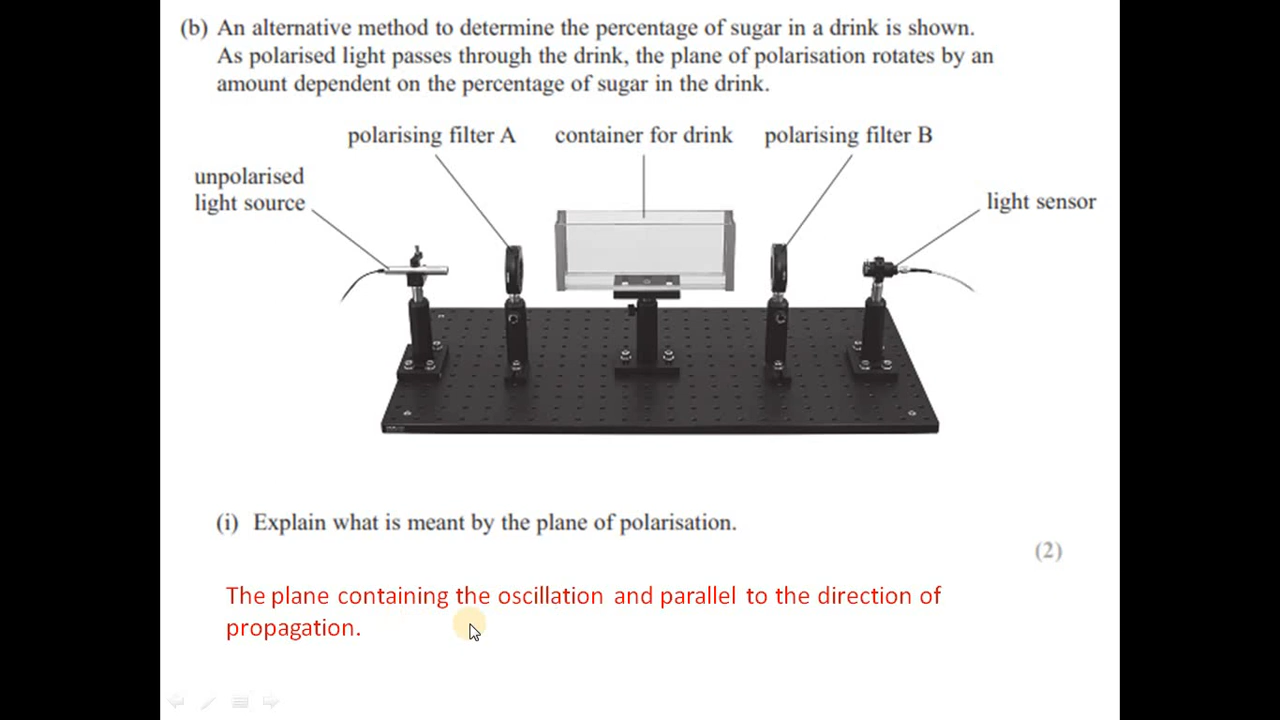 (b) An alternative method to determine the percentage of sugar in a drink is shown.
As polarised light passes through the drink, the plane of polarisation rotates by an
amount dependent on the percentage of sugar in the drink.
polarising filter A
container for drink
polarising filter B
unpolarised
light source
light sensor
(i) Explain what is meant by the plane of polarisation.
(2)
The plane containing the oscillation and parallel to the direction of
propagation.